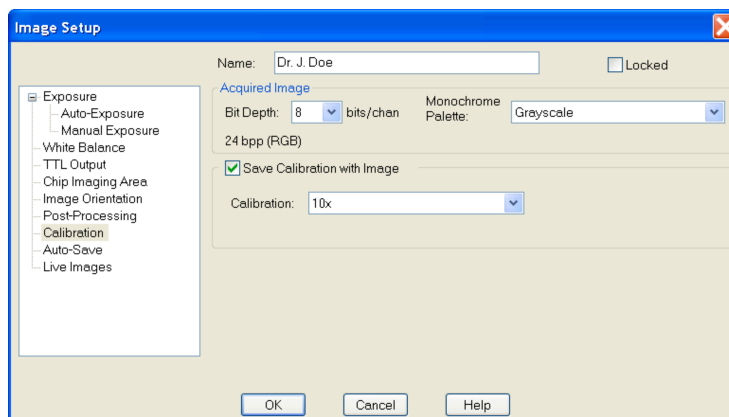 Image Setup
Name: Dr. J. Doe Locked
Exposure
Auto-Exposure
Manual Exposure
White Balance
TTL Output
Chip Imaging Area
Image Orientation
Post-Processing
Calibration
Auto-Save
Live Images
Acquired Image
Bit Depth: 8 bits/chan Monochrome Palette: Grayscale
24 bpp (RGB)
Save Calibration with Image
Calibration: 10x
OK Cancel Help